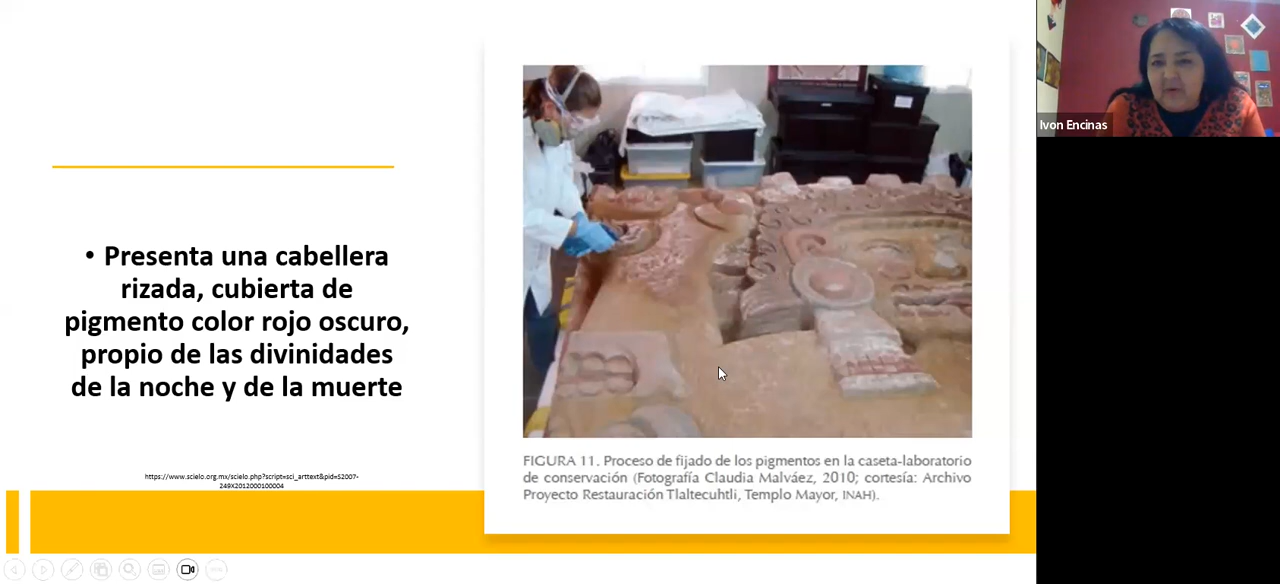 • Presenta una cabellera
rizada, cubierta de
pigmento color rojo oscuro,
propio de las divinidades
de la noche y de la muerte
https://www.scielo.org.mx/scielo.php?script=sci_arttext&pid=S2007-
249X2012000100004
FIGURA 11. Proceso de fijado de los pigmentos en la caseta-laboratorio
de conservación (Fotografía Claudia Malváez, 2010; cortesía: Archivo
Proyecto Restauración Tlaltecuhtli, Templo Mayor, INAH).
Ivon Encinas